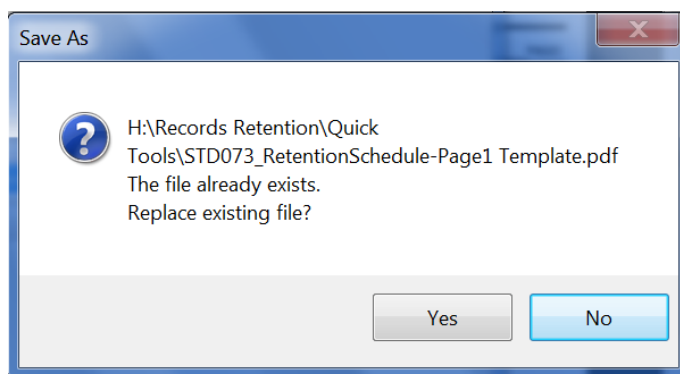 Save As
?
H:\Records Retention\Quick
Tools\STD073_RetentionSchedule-Page1 Template.pdf
The file already exists.
Replace existing file?
Yes
No